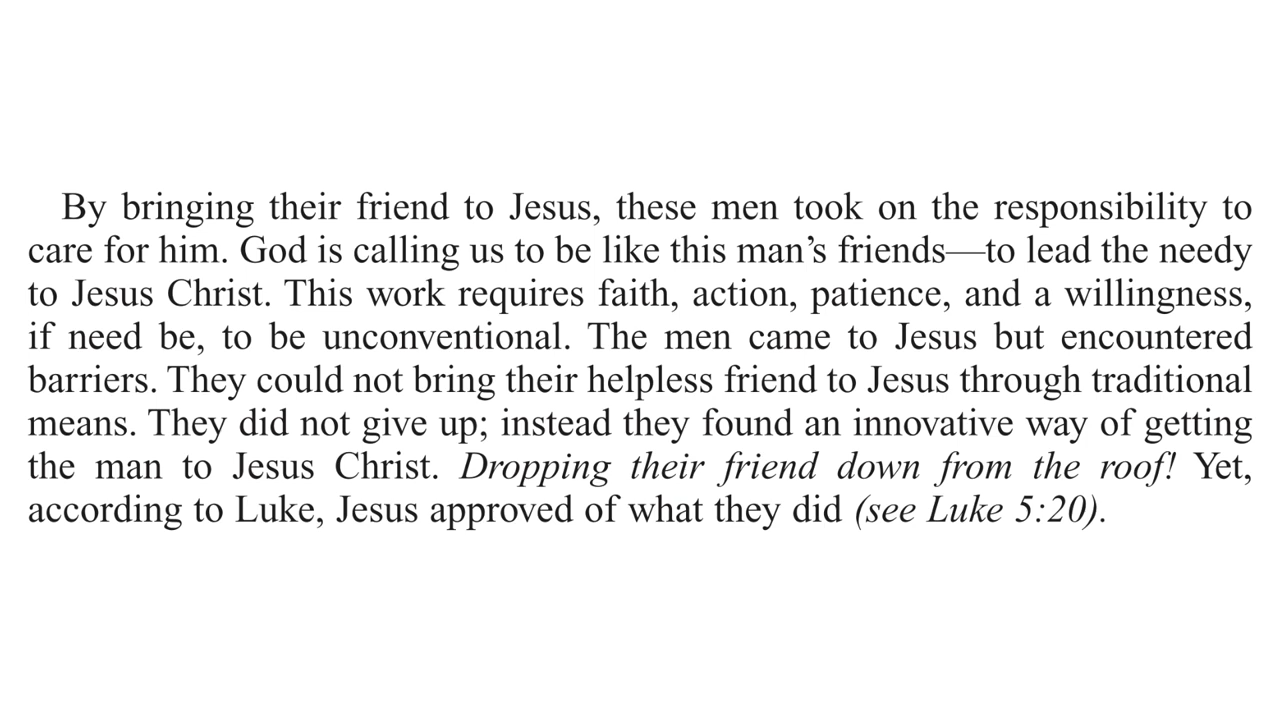 By bringing their friend to Jesus, these men took on the responsibility to
care for him. God is calling us to be like this man’s friends—to lead the needy
to Jesus Christ. This work requires faith, action, patience, and a willingness,
if need be, to be unconventional. The men came to Jesus but encountered
barriers. They could not bring their helpless friend to Jesus through traditional
means. They did not give up; instead they found an innovative way of getting
the man to Jesus Christ. Dropping their friend down from the roof! Yet,
according to Luke, Jesus approved of what they did (see Luke 5:20).